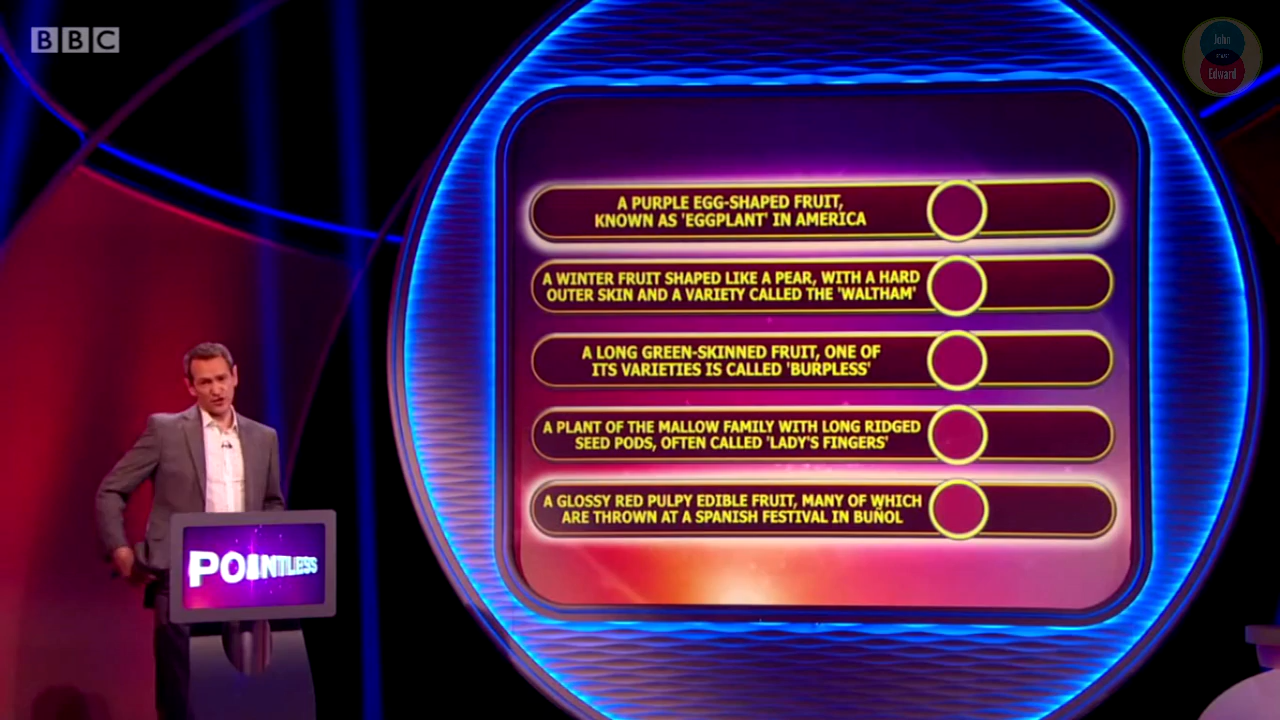 BBC
John
Edward
A PURPLE EGG-SHAPED FRUIT,
KNOWN AS 'EGGPLANT' IN AMERICA
A WINTER FRUIT SHAPED LIKE A PEAR, WITH A HARD
OUTER SKIN AND A VARIETY CALLED THE 'WALTHAM'
A LONG GREEN-SKINNED FRUIT, ONE OF
ITS VARIETIES IS CALLED 'BURPLESS'
A PLANT OF THE MALLOW FAMILY WITH LONG RIDGED
SEED PODS, OFTEN CALLED 'LADY'S FINGERS'
A GLOSSY RED PULPY EDIBLE FRUIT, MANY OF WHICH
ARE THROWN AT A SPANISH FESTIVAL IN BUÑOL
POINTLESS